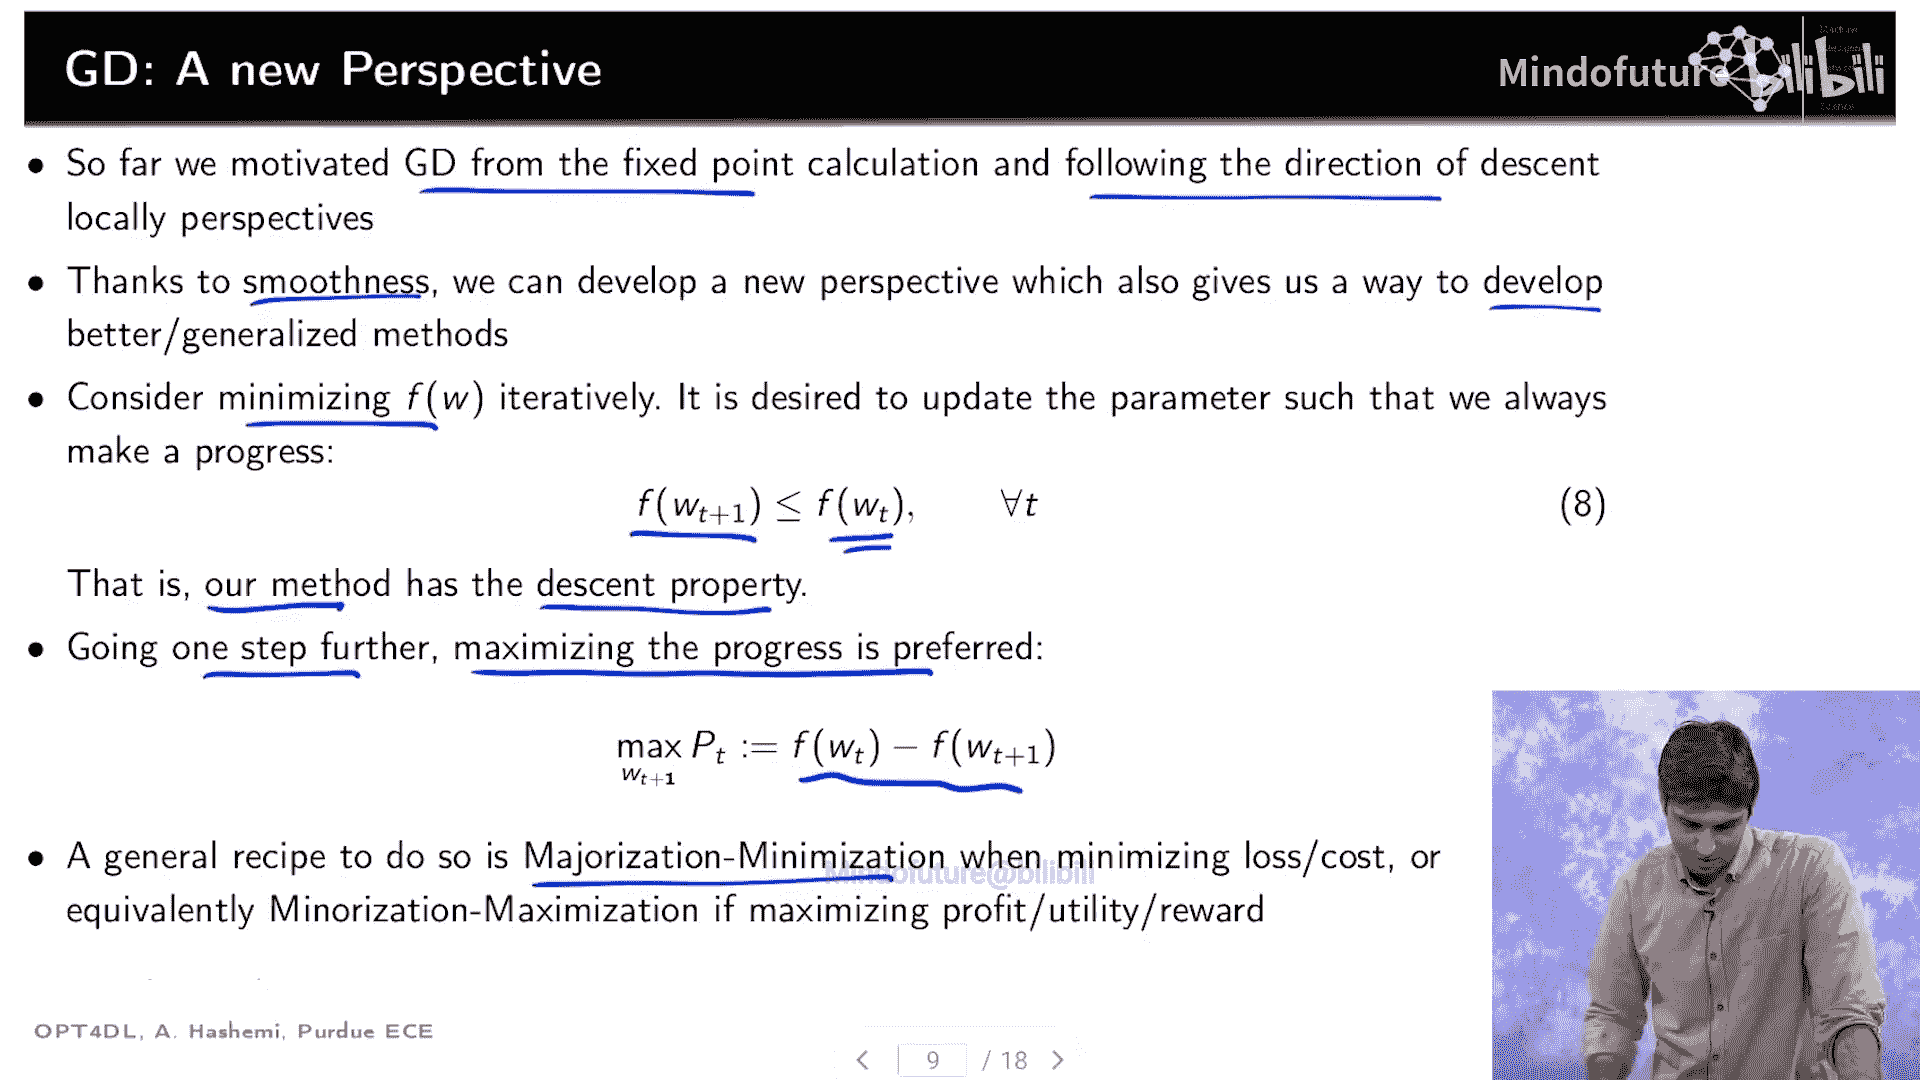 GD: A new Perspective
Mindofuture
bilibili
• So far we motivated GD from the fixed point calculation and following the direction of descent
locally perspectives
• Thanks to smoothness, we can develop a new perspective which also gives us a way to develop
better/generalized methods
• Consider minimizing f(w) iteratively. It is desired to update the parameter such that we always
make a progress:
f(w_{t+1}) ≤ f(w_t), ∀t (8)
That is, our method has the descent property.
• Going one step further, maximizing the progress is preferred:
max_{w_{t+1}} P_t := f(w_t) − f(w_{t+1})
• A general recipe to do so is Majorization-Minimization when minimizing loss/cost, or
Mindofuture@bilibili
equivalently Minorization-Maximization if maximizing profit/utility/reward
OPT4DL, A. Hashemi, Purdue ECE
9 / 18